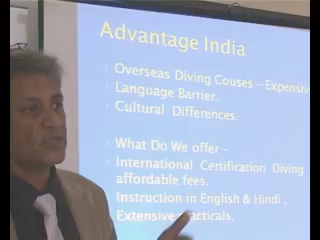 Advantage India
Overseas Diving Couses - Expensiv
Language Barrier.
Cultural Differences.
What Do We offer -
International Certification Diving
affordable fees.
Instruction in English & Hindi .
Extensive practicals.